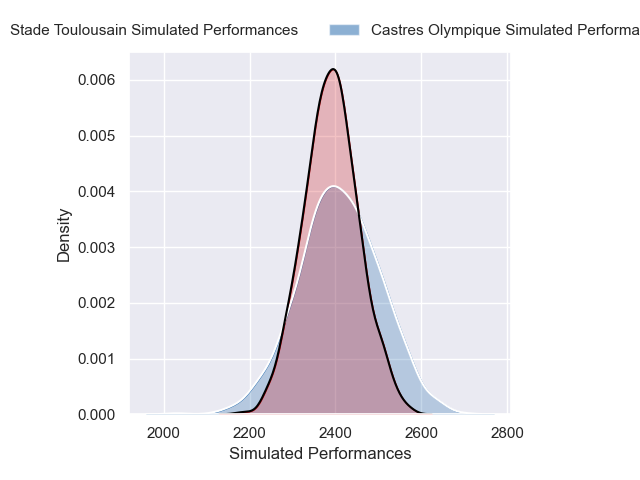 Stade Toulousain Simulated Performances Castres Olympique Simulated Performa
0.006
0.005
0.004
0.003
0.002
0.001
0.000
Density
2000 2200 2400 2600 2800
Simulated Performances